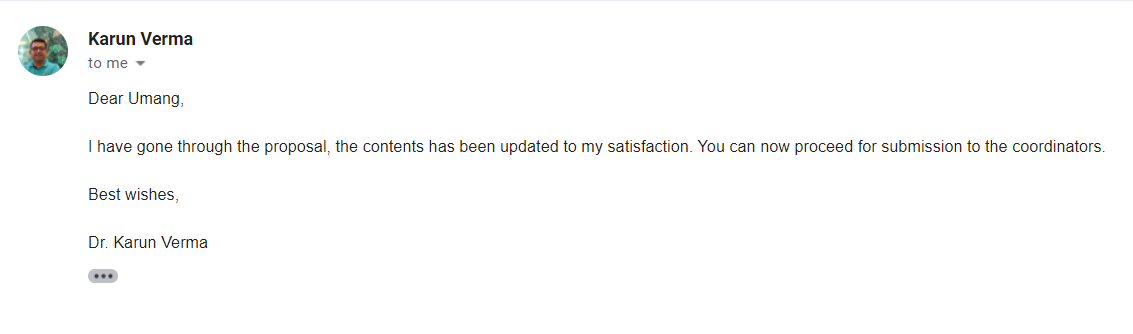 Karun Verma
to me
Dear Umang,
I have gone through the proposal, the contents has been updated to my satisfaction. You can now proceed for submission to the coordinators.
Best wishes,
Dr. Karun Verma